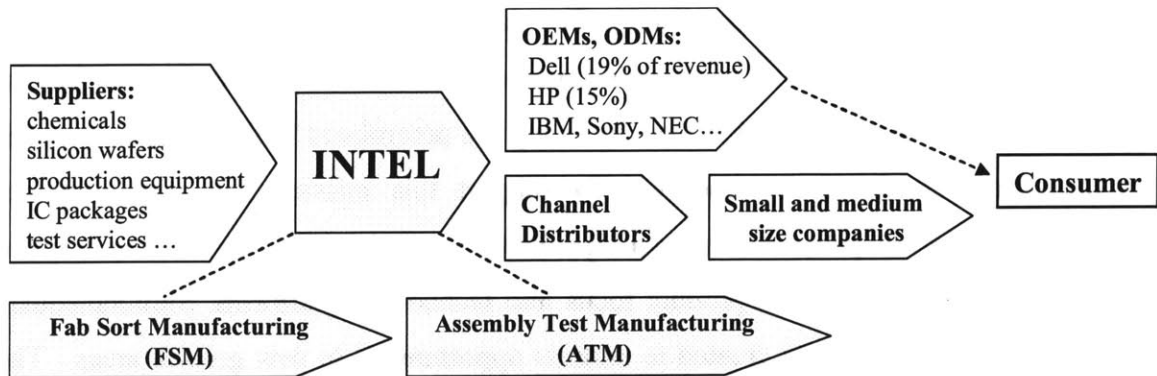 Suppliers:
chemicals
silicon wafers
production equipment
IC packages
test services …
INTEL
OEMs, ODMs:
Dell (19% of revenue)
HP (15%)
IBM, Sony, NEC…
Channel
Distributors
Small and medium
size companies
Consumer
Fab Sort Manufacturing
(FSM)
Assembly Test Manufacturing
(ATM)